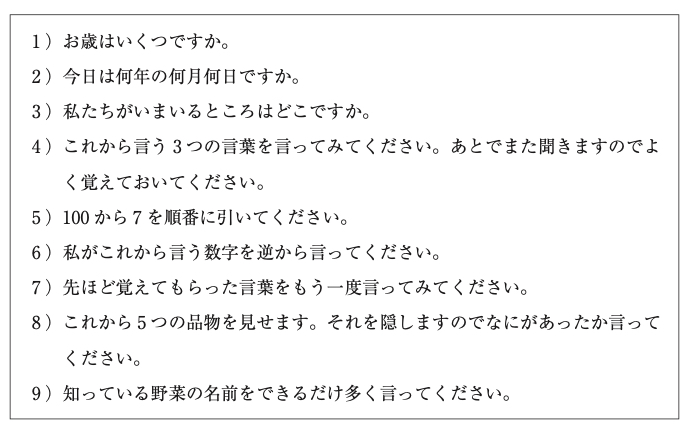 1）お歳はいくつですか。
2）今日は何年の何月何日ですか。
3）私たちがいまいるところはどこですか。
4）これから言う3つの言葉を言ってみてください。あとでまた聞きますのでよ
く覚えておいてください。
5）100から7を順番に引いてください。
6）私がこれから言う数字を逆から言ってください。
7）先ほど覚えてもらった言葉をもう一度言ってみてください。
8）これから5つの品物を見せます。それを隠しますのでなにがあったか言って
ください。
9）知っている野菜の名前をできるだけ多く言ってください。